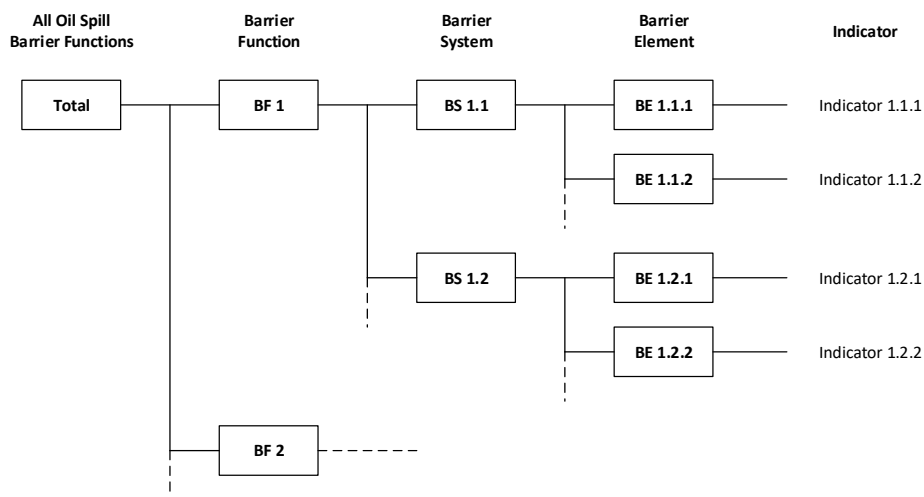 All Oil Spill
Barrier Functions
Barrier
Function
Barrier
System
Barrier
Element
Indicator
Total
BF 1
BS 1.1
BE 1.1.1
Indicator 1.1.1
BE 1.1.2
Indicator 1.1.2
BS 1.2
BE 1.2.1
Indicator 1.2.1
BE 1.2.2
Indicator 1.2.2
BF 2